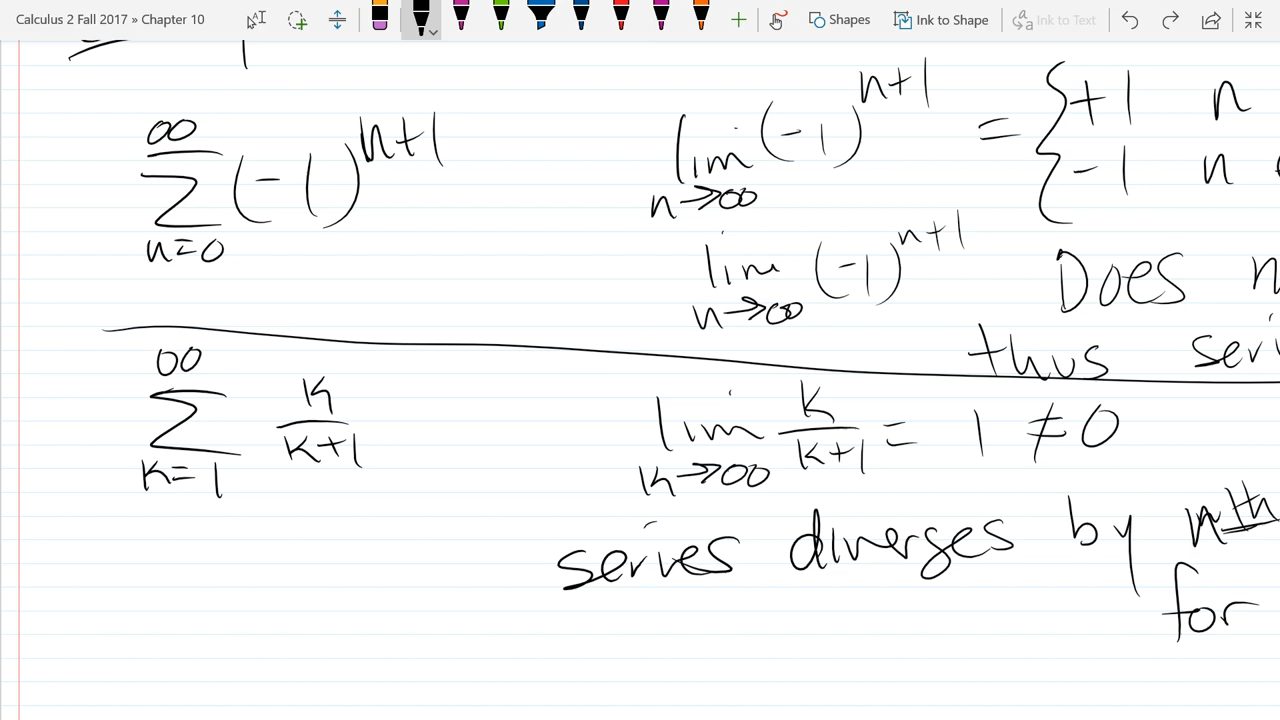 Calculus 2 Fall 2017 » Chapter 10
Shapes
Ink to Shape
Ink to Text
∞ ∑ n=0 (-1)^{n+1}
lim n→∞ (-1)^{n+1} = { +1 n
-1 n
lim n→∞ (-1)^{n+1} Does
thus
∞ ∑ k=1 k/(k+1)
lim k→∞ k/(k+1) = 1 ≠ 0
series diverges by nth
for